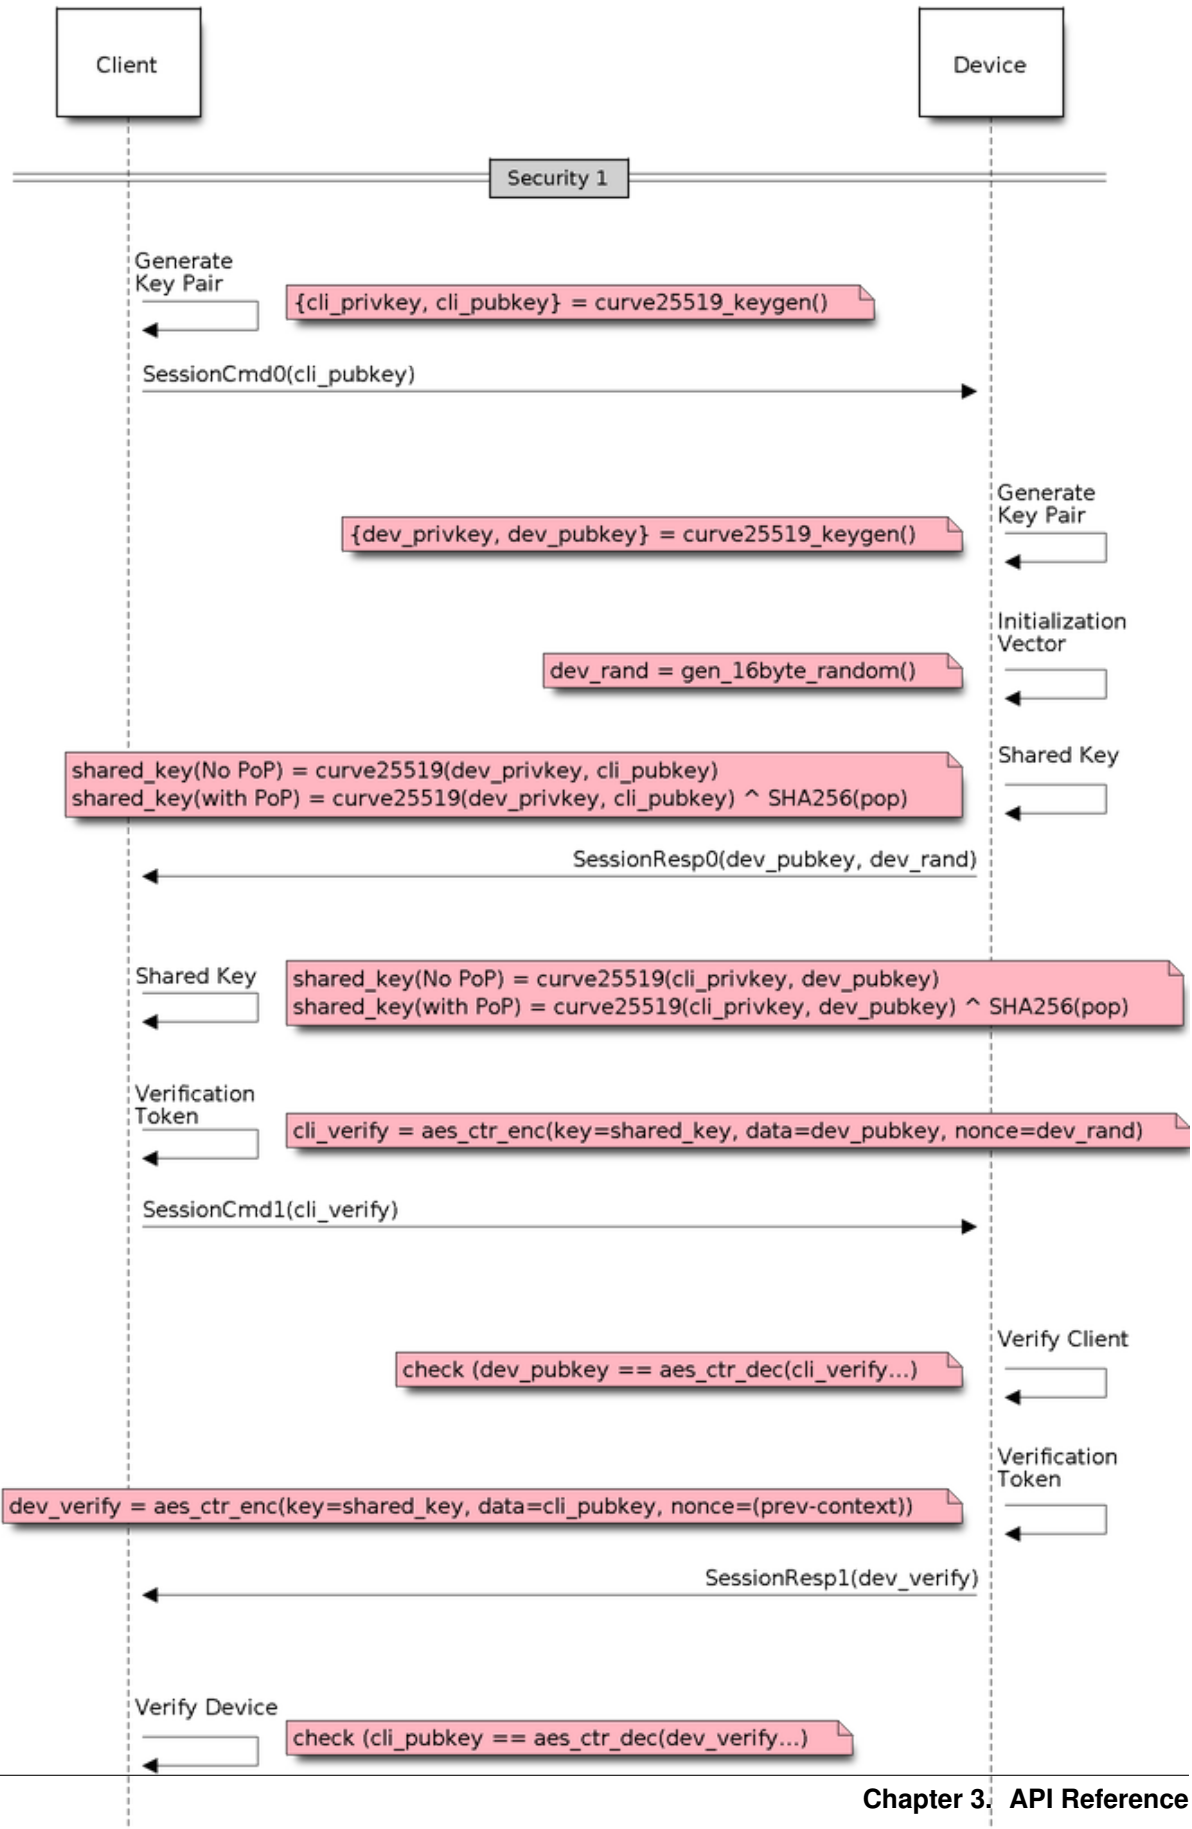 Client
Device
Security 1
Generate
Key Pair
{cli_privkey, cli_pubkey} = curve25519_keygen()
SessionCmd0(cli_pubkey)
Generate
Key Pair
{dev_privkey, dev_pubkey} = curve25519_keygen()
Initialization
Vector
dev_rand = gen_16byte_random()
Shared Key
shared_key(No PoP) = curve25519(dev_privkey, cli_pubkey)
shared_key(with PoP) = curve25519(dev_privkey, cli_pubkey) ^ SHA256(pop)
SessionResp0(dev_pubkey, dev_rand)
Shared Key
shared_key(No PoP) = curve25519(cli_privkey, dev_pubkey)
shared_key(with PoP) = curve25519(cli_privkey, dev_pubkey) ^ SHA256(pop)
Verification
Token
cli_verify = aes_ctr_enc(key=shared_key, data=dev_pubkey, nonce=dev_rand)
SessionCmd1(cli_verify)
Verify Client
check (dev_pubkey == aes_ctr_dec(cli_verify...)
Verification
Token
dev_verify = aes_ctr_enc(key=shared_key, data=cli_pubkey, nonce=(prev-context))
SessionResp1(dev_verify)
Verify Device
check (cli_pubkey == aes_ctr_dec(dev_verify...)
Chapter 3. API Reference